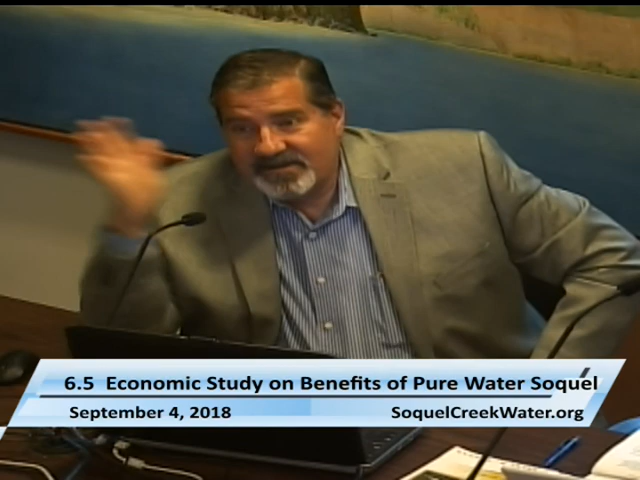 6.5 Economic Study on Benefits of Pure Water Soquel
September 4, 2018 SoquelCreekWater.org